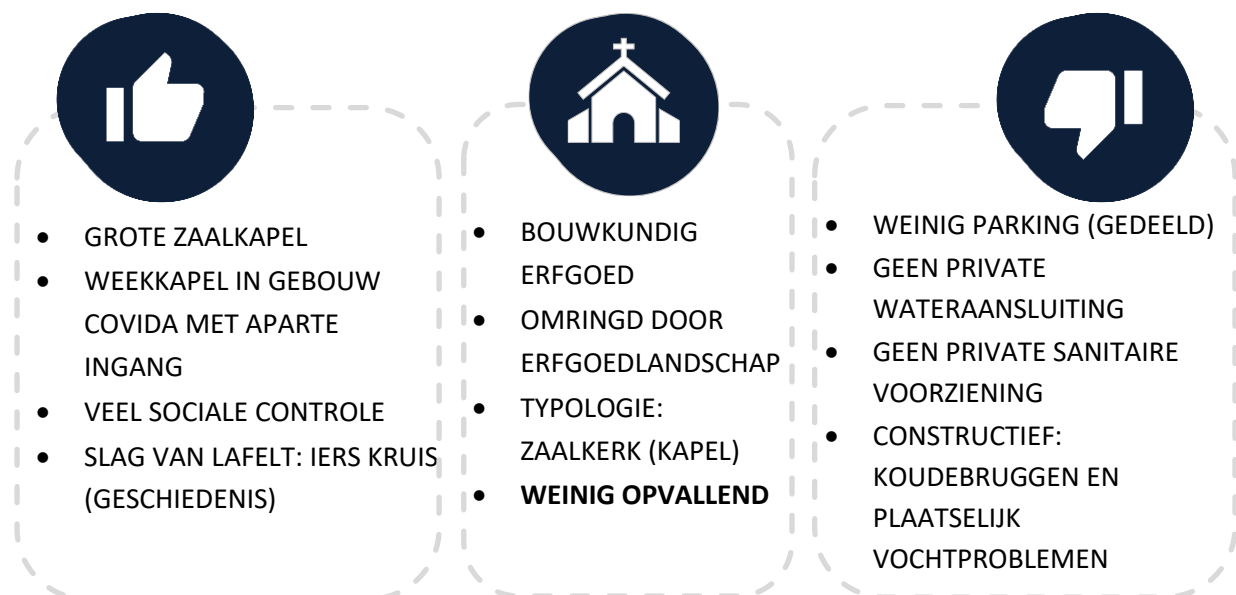 • GROTE ZAALKAPEL
• WEEKKAPEL IN GEBOUW
COVIDA MET APARTE
INGANG
• VEEL SOCIALE CONTROLE
• SLAG VAN LAFELT: IERS KRUIS
(GESCHIEDENIS)
• BOUWKUNDIG
ERFGOED
• OMRINGD DOOR
ERFGOEDLANDSCHAP
• TYPOLOGIE:
ZAALKERK (KAPEL)
• WEINIG OPVALLEND
• WEINIG PARKING (GEDEELD)
• GEEN PRIVATE
WATERAANSLUITING
• GEEN PRIVATE SANITAIRE
VOORZIENING
• CONSTRUCTIEF:
KOUDEBRUGGEN EN
PLAATSELIJK
VOCHTPROBLEMEN